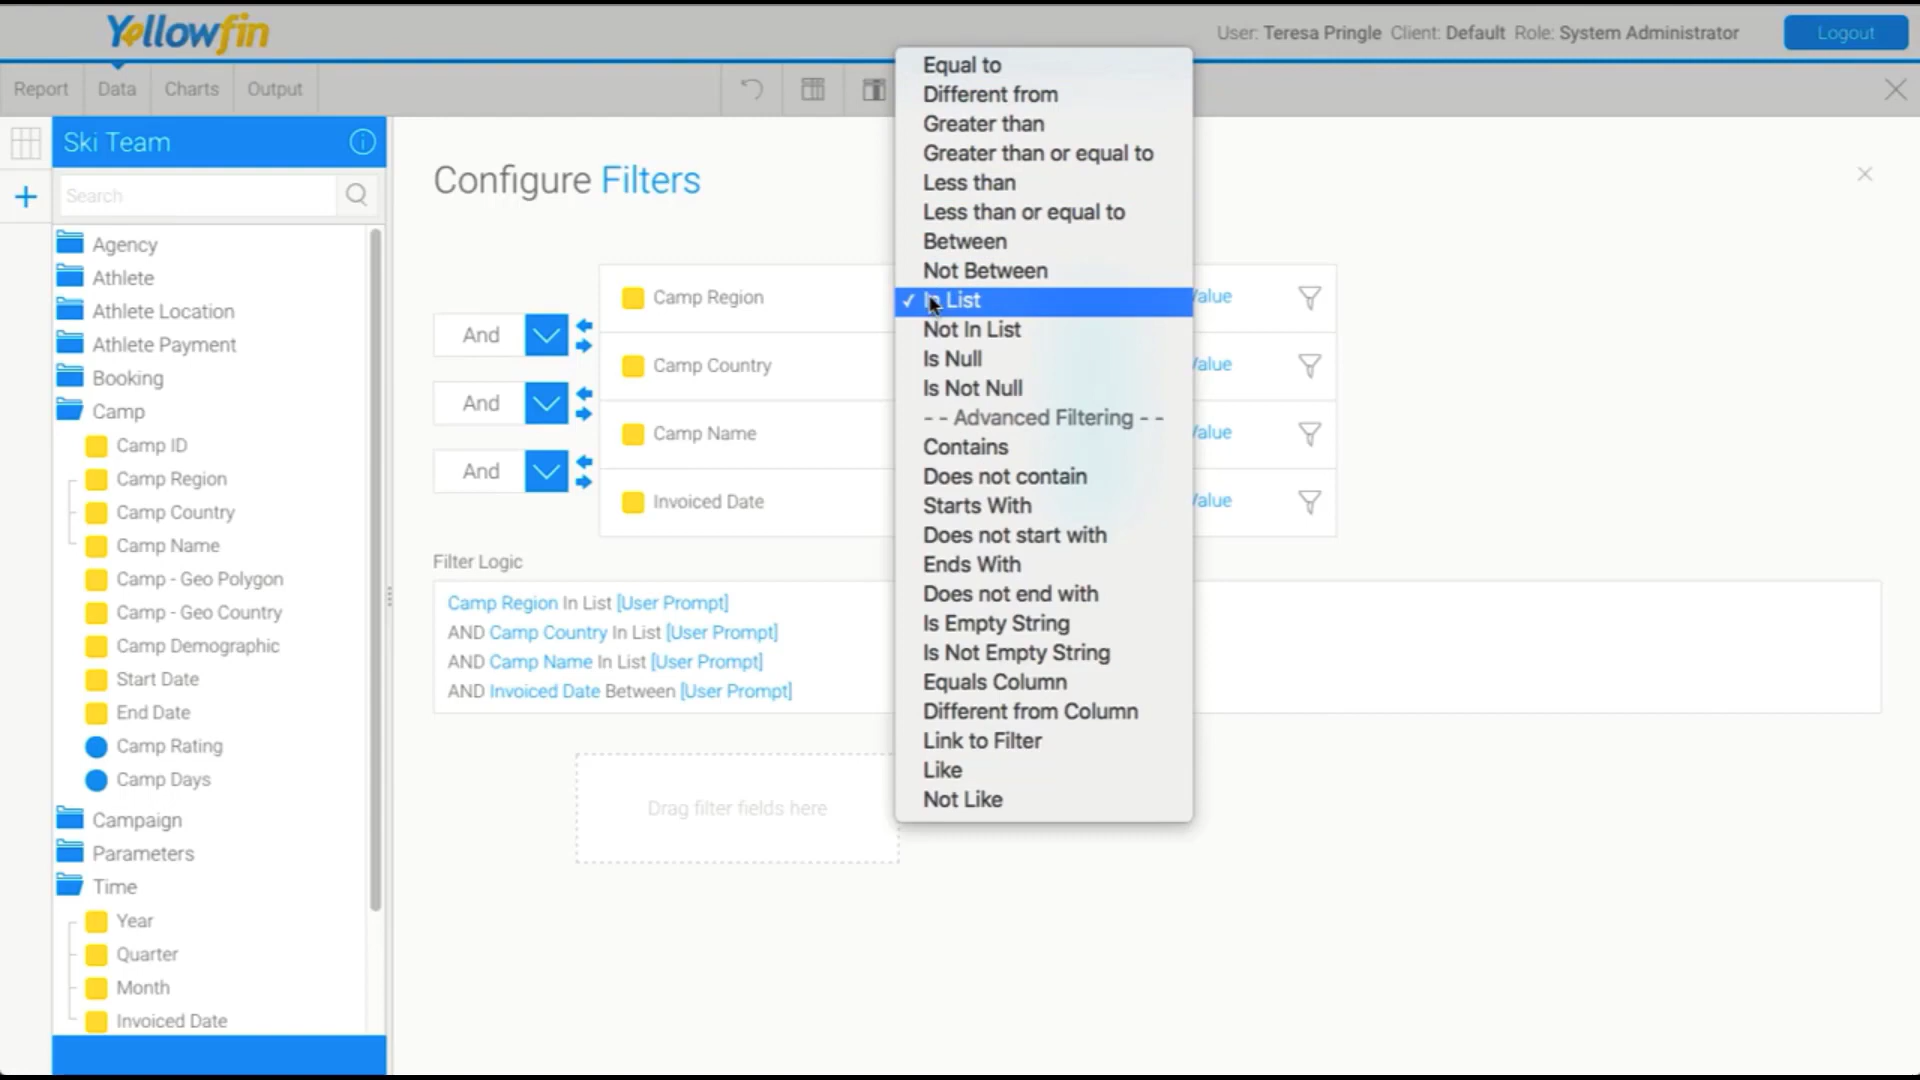 Yellowfin
User: Teresa Pringle Client: Default Role: System Administrator
Logout
Report
Data
Charts
Output
Ski Team
Search
Agency
Athlete
Athlete Location
Athlete Payment
Booking
Camp
Camp ID
Camp Region
Camp Country
Camp Name
Camp - Geo Polygon
Camp - Geo Country
Camp Demographic
Start Date
End Date
Camp Rating
Camp Days
Campaign
Parameters
Time
Year
Quarter
Month
Invoiced Date
Configure Filters
And
And
And
Camp Region
Camp Country
Camp Name
Invoiced Date
Filter Logic
Camp Region In List [User Prompt]
AND Camp Country In List [User Prompt]
AND Camp Name In List [User Prompt]
AND Invoiced Date Between [User Prompt]
Drag filter fields here
Equal to
Different from
Greater than
Greater than or equal to
Less than
Less than or equal to
Between
Not Between
In List
Not In List
Is Null
Is Not Null
- - Advanced Filtering - -
Contains
Does not contain
Starts With
Does not start with
Ends With
Does not end with
Is Empty String
Is Not Empty String
Equals Column
Different from Column
Link to Filter
Like
Not Like
Value
Value
Value
Value